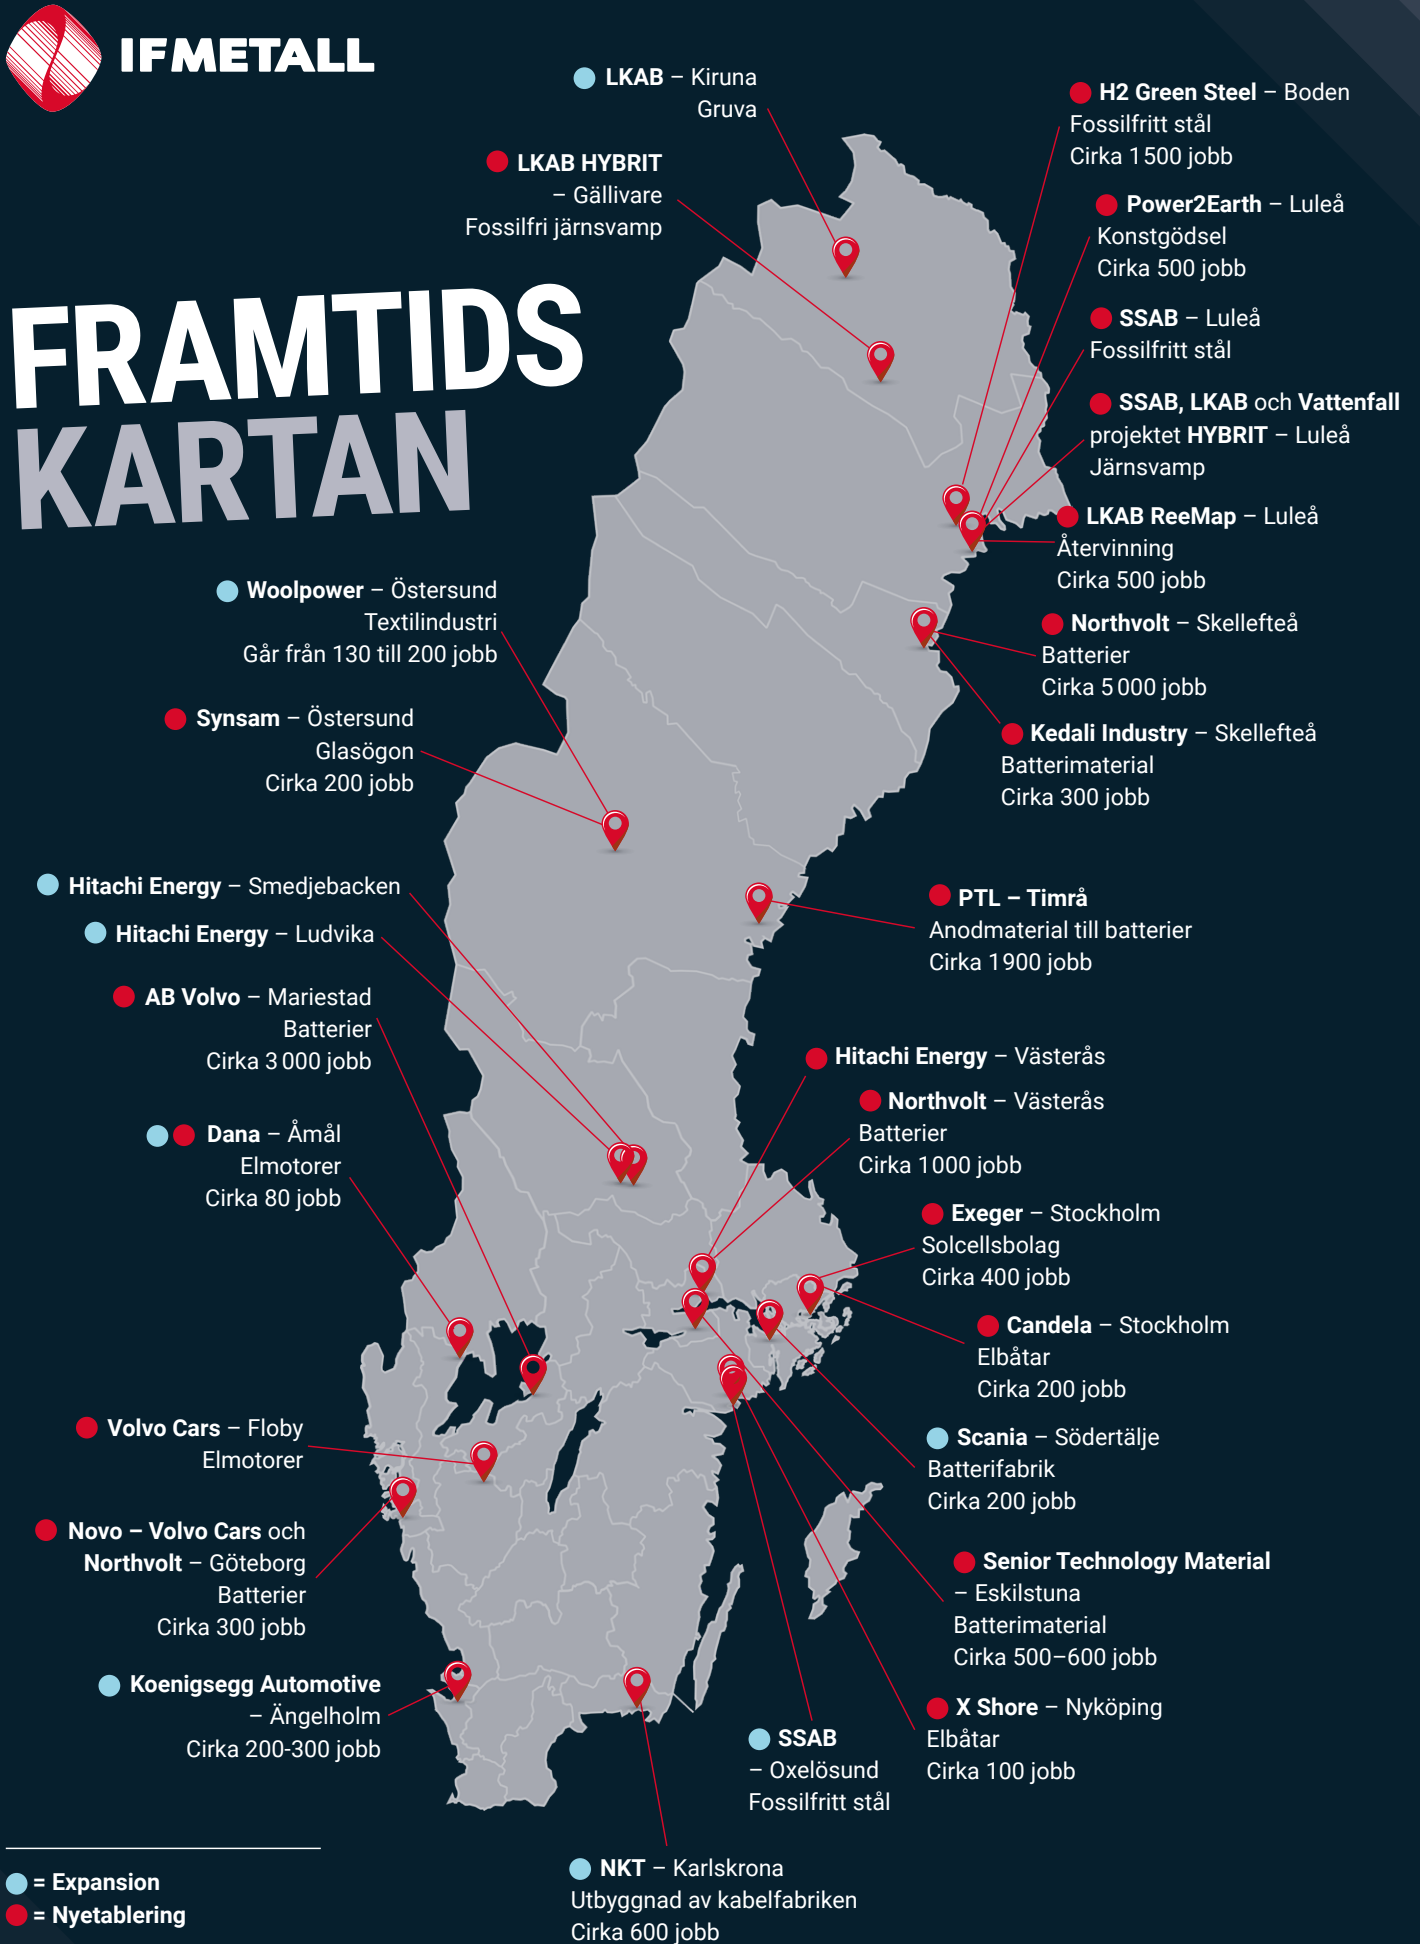 IFMETALL
FRAMTIDS
KARTAN
LKAB – Kiruna
Gruva
LKAB HYBRIT
– Gällivare
Fossilfri järnsvamp
H2 Green Steel – Boden
Fossilfritt stål
Cirka 1 500 jobb
Power2Earth – Luleå
Konstgödsel
Cirka 500 jobb
SSAB – Luleå
Fossilfritt stål
SSAB, LKAB och Vattenfall
projektet HYBRIT – Luleå
Järnsvamp
LKAB ReeMap – Luleå
Återvinning
Cirka 500 jobb
Northvolt – Skellefteå
Batterier
Cirka 5 000 jobb
Kedali Industry – Skellefteå
Batterimaterial
Cirka 300 jobb
Woolpower – Östersund
Textilindustri
Går från 130 till 200 jobb
Synsam – Östersund
Glasögon
Cirka 200 jobb
Hitachi Energy – Smedjebacken
Hitachi Energy – Ludvika
AB Volvo – Mariestad
Batterier
Cirka 3 000 jobb
Dana – Åmål
Elmotorer
Cirka 80 jobb
PTL – Timrå
Anodmaterial till batterier
Cirka 1 900 jobb
Hitachi Energy – Västerås
Northvolt – Västerås
Batterier
Cirka 1000 jobb
Exeger – Stockholm
Solcellsbolag
Cirka 400 jobb
Candela – Stockholm
Elbåtar
Cirka 200 jobb
Scania – Södertälje
Batterifabrik
Cirka 200 jobb
Senior Technology Material
– Eskilstuna
Batterimaterial
Cirka 500–600 jobb
X Shore – Nyköping
Elbåtar
Cirka 100 jobb
Volvo Cars – Floby
Elmotorer
Novo – Volvo Cars och
Northvolt – Göteborg
Batterier
Cirka 300 jobb
Koenigsegg Automotive
– Ängelholm
Cirka 200-300 jobb
SSAB
– Oxelösund
Fossilfritt stål
NKT – Karlskrona
Utbyggnad av kabelfabriken
Cirka 600 jobb
= Expansion
= Nyetablering